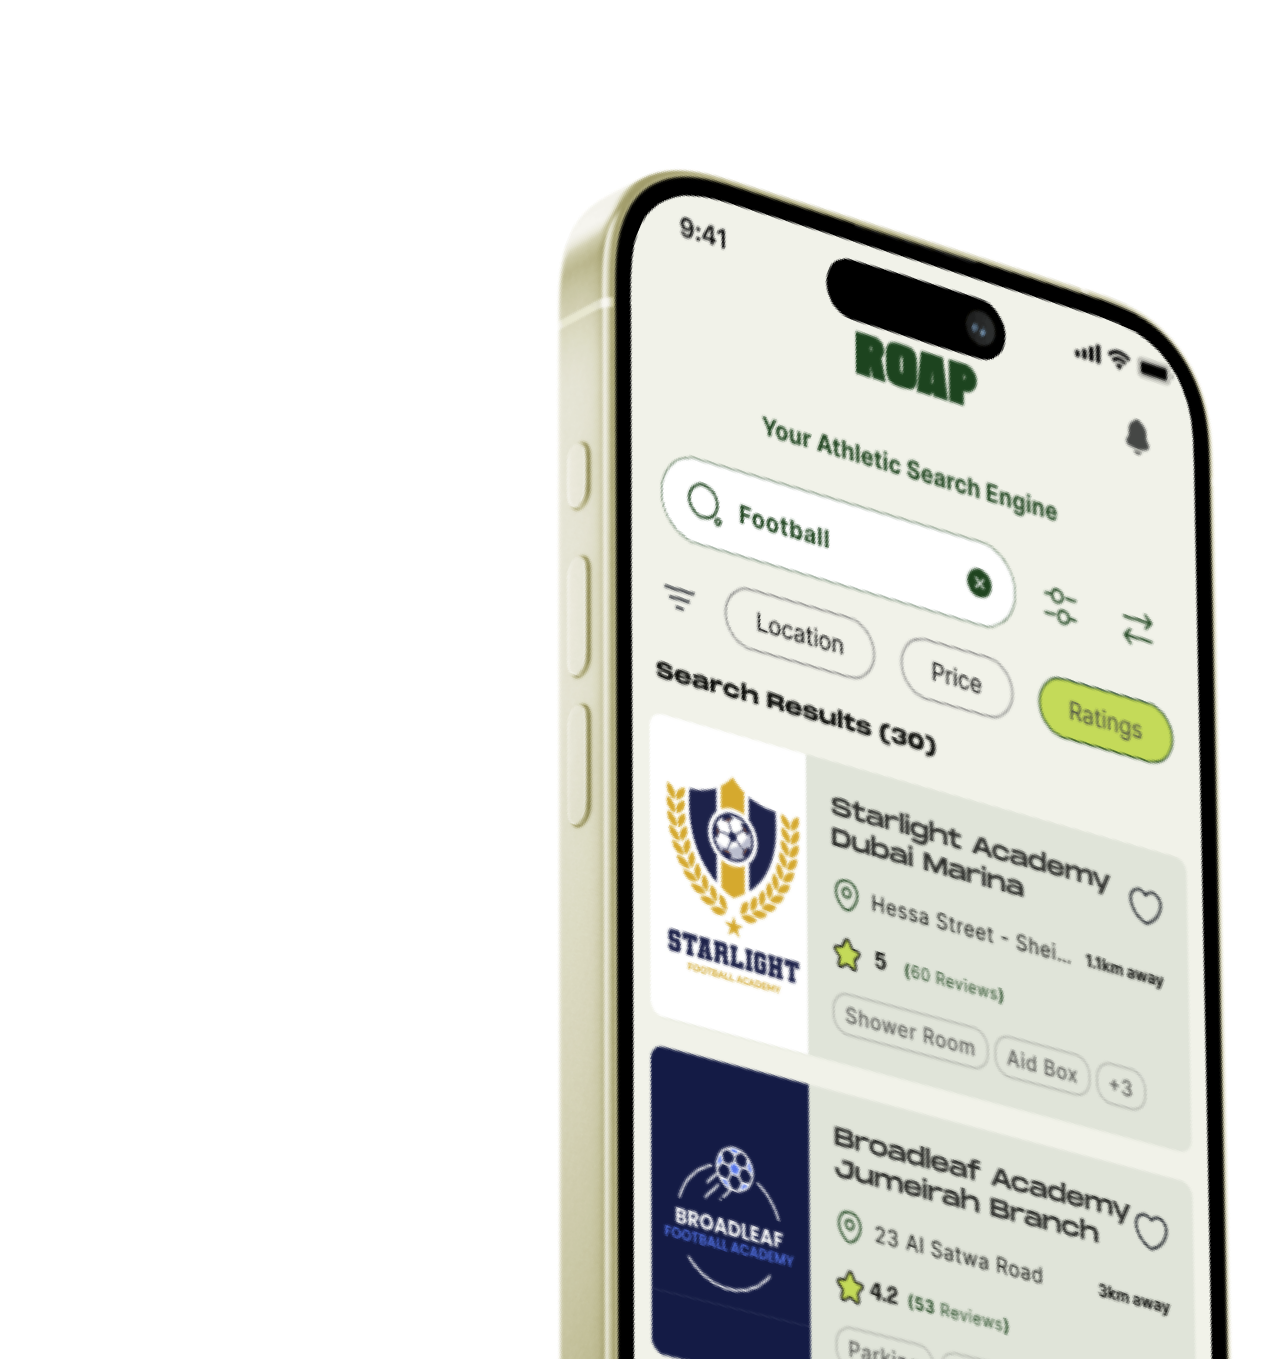 9:41
ROAP
Your Athletic Search Engine
Football
Location
Price
Ratings
Search Results (30)
STARLIGHT
FOOTBALL ACADEMY
Starlight Academy
Dubai Marina
Hessa Street - Shei...
1.1km away
5
(60 Reviews)
Shower Room
Aid Box
+3
BROADLEAF
FOOTBALL ACADEMY
Broadleaf Academy
Jumeirah Branch
23 Al Satwa Road
3km away
4.2
(53 Reviews)